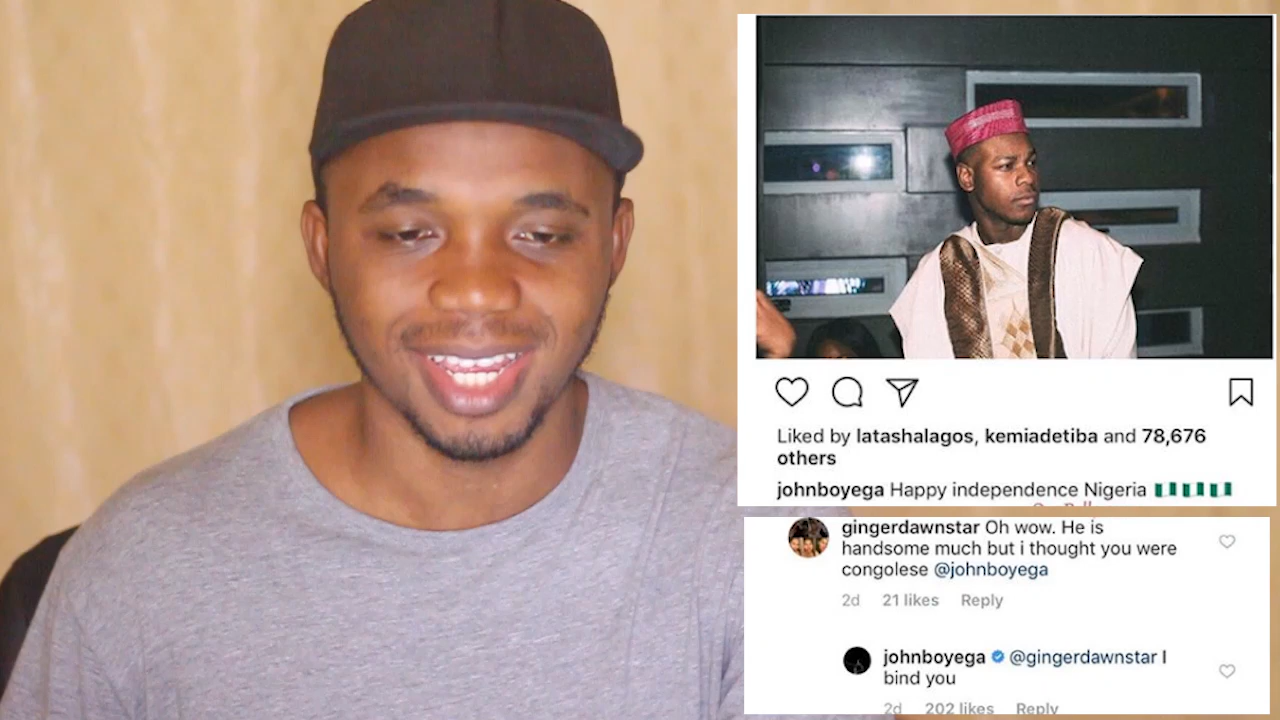 Liked by latashalagos, kemiadetiba and 78,676
others
johnboyega Happy independence Nigeria 🇳🇬🇳🇬🇳🇬
gingerdawnstar Oh wow. He is
handsome much but i thought you were
congolese @johnboyega
2d 21 likes Reply
johnboyega @gingerdawnstar I
bind you
2d 202 likes Reply